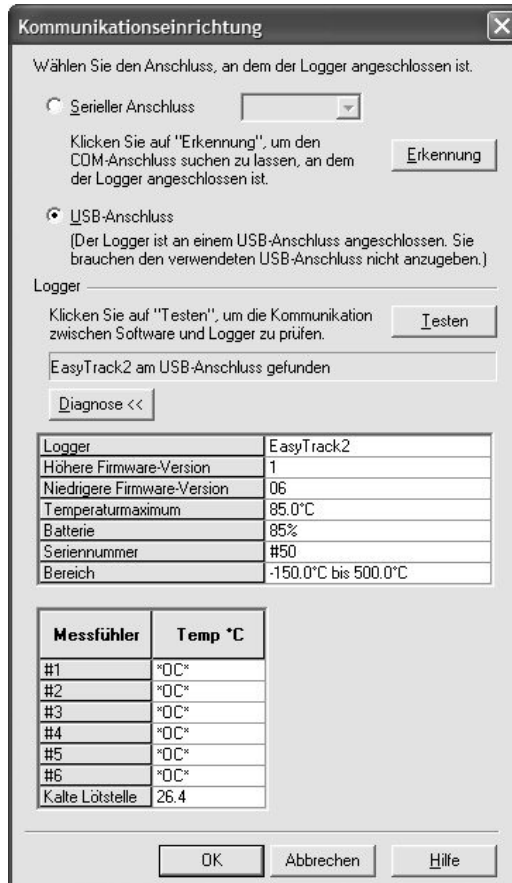 Kommunikationseinrichtung
Wählen Sie den Anschluss, an dem der Logger angeschlossen ist.
Serieller Anschluss
Klicken Sie auf "Erkennung", um den
COM-Anschluss suchen zu lassen, an dem
der Logger angeschlossen ist.
Erkennung
USB-Anschluss
(Der Logger ist an einem USB-Anschluss angeschlossen. Sie
brauchen den verwendeten USB-Anschluss nicht anzugeben.)
Logger
Klicken Sie auf "Testen", um die Kommunikation
zwischen Software und Logger zu prüfen.
Testen
EasyTrack2 am USB-Anschluss gefunden
Diagnose <<
Logger EasyTrack2
Höhere Firmware-Version 1
Niedrigere Firmware-Version 06
Temperaturmaximum 85.0°C
Batterie 85%
Seriennummer #50
Bereich -150.0°C bis 500.0°C
Messfühler Temp °C
#1 *OC*
#2 *OC*
#3 *OC*
#4 *OC*
#5 *OC*
#6 *OC*
Kalte Lötstelle 26.4
OK Abbrechen Hilfe